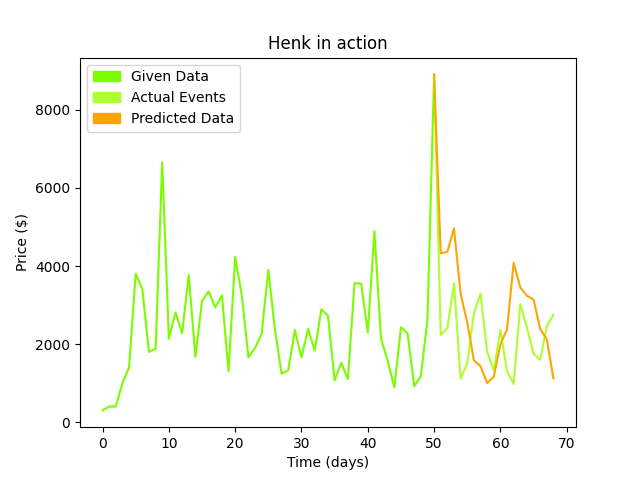 Henk in action
Given Data
Actual Events
Predicted Data
8000
6000
4000
2000
0
Price ($)
0 10 20 30 40 50 60 70
Time (days)